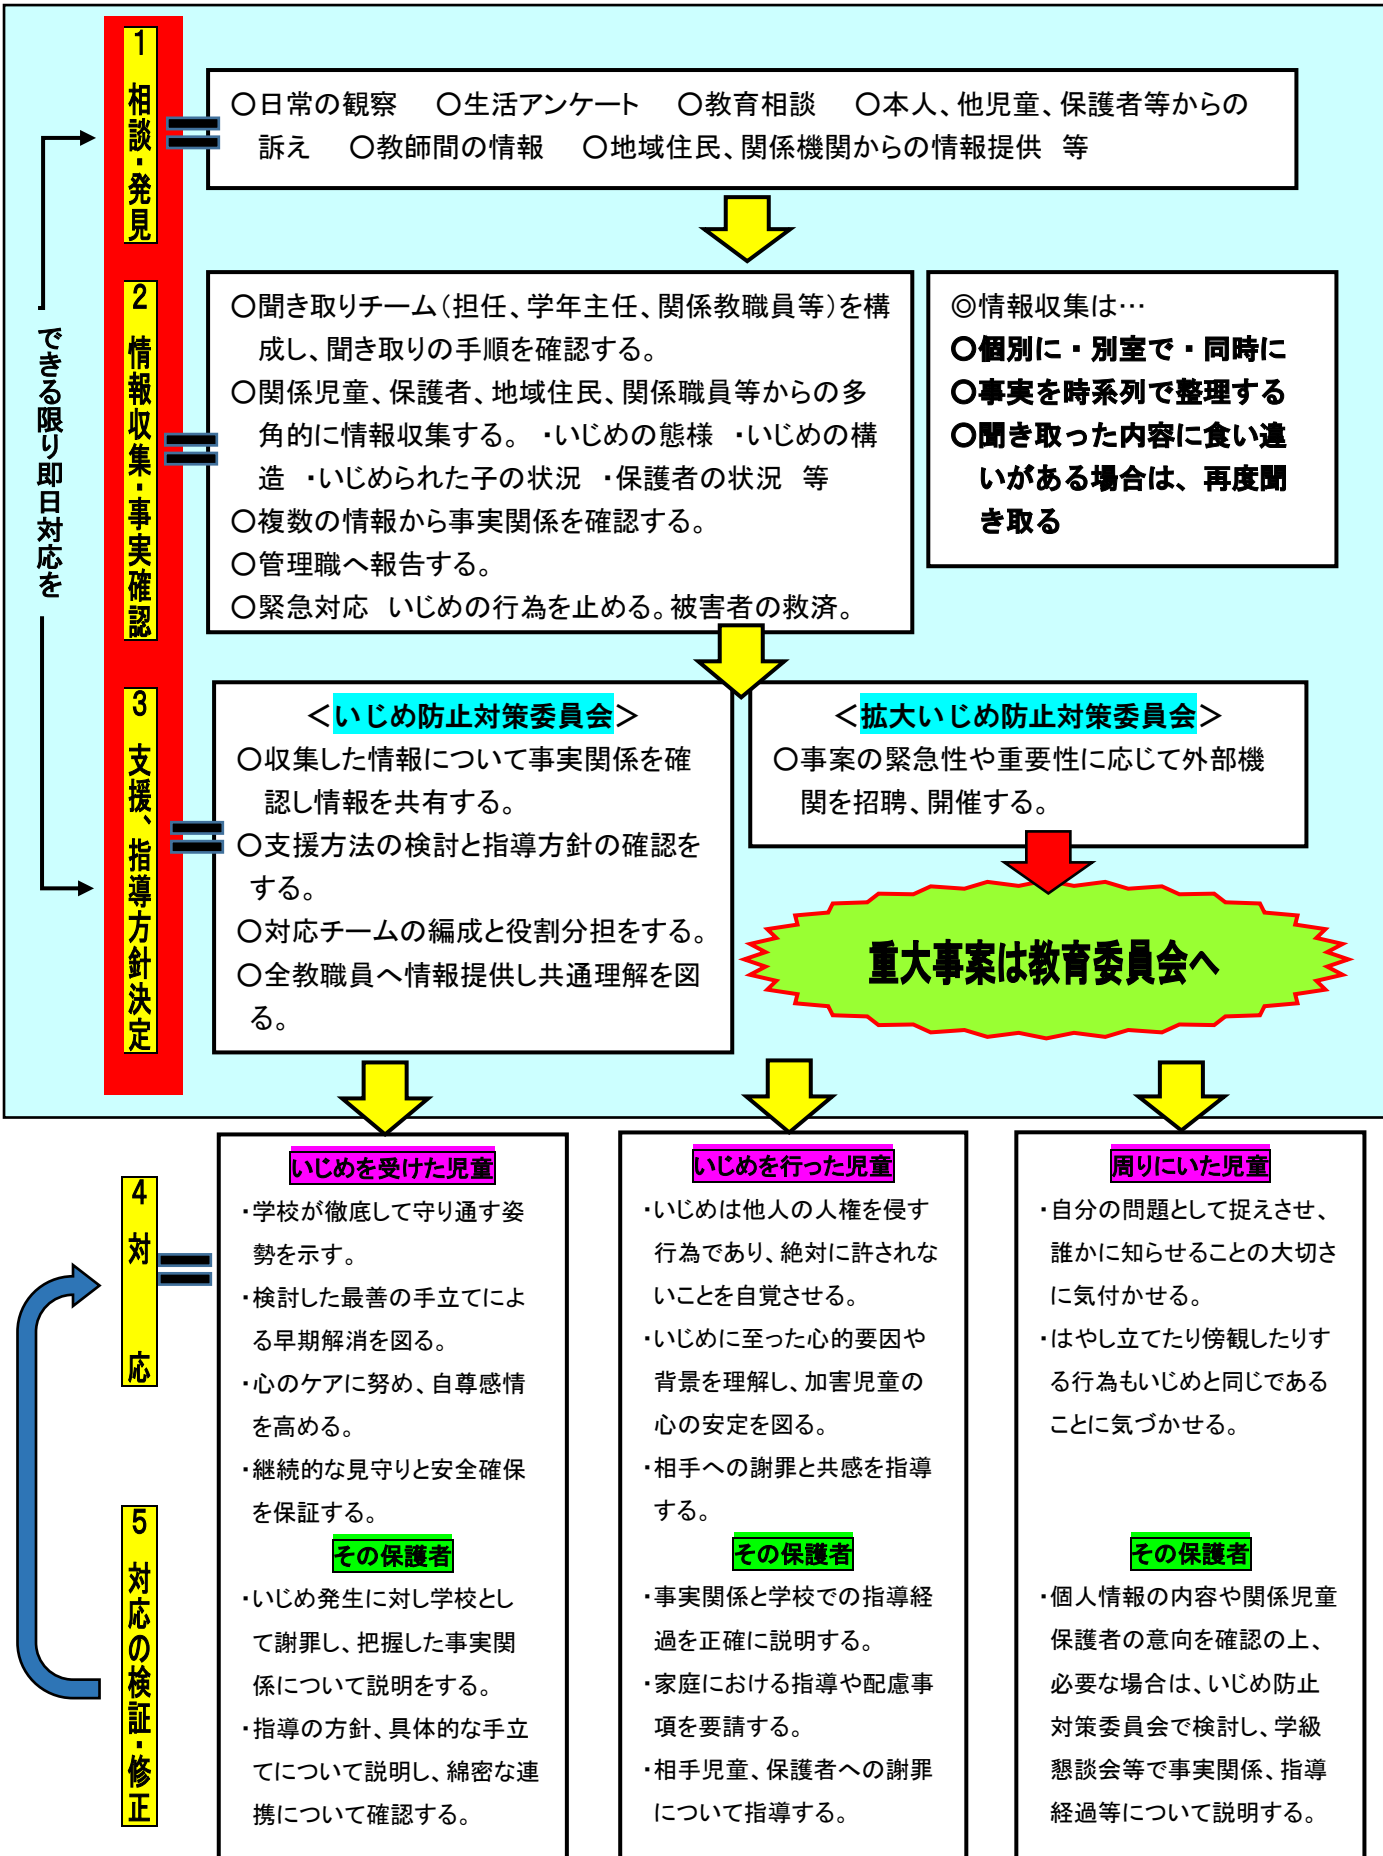 1 相談・発見
〇日常の観察 〇生活アンケート 〇教育相談 〇本人、他児童、保護者等からの
訴え 〇教師間の情報 〇地域住民、関係機関からの情報提供 等
できる限り即日対応を
2 情報収集・事実確認
〇聞き取りチーム(担任、学年主任、関係教職員等)を構
成し、聞き取りの手順を確認する。
〇関係児童、保護者、地域住民、関係職員等からの多
角的に情報収集する。 ・いじめの態様 ・いじめの構
造 ・いじめられた子の状況 ・保護者の状況 等
〇複数の情報から事実関係を確認する。
〇管理職へ報告する。
〇緊急対応 いじめの行為を止める。被害者の救済。
◎情報収集は…
〇個別に・別室で・同時に
〇事実を時系列で整理する
〇聞き取った内容に食い違
いがある場合は、再度聞
き取る
3 支援、指導方針決定
<いじめ防止対策委員会>
〇収集した情報について事実関係を確
認し情報を共有する。
〇支援方法の検討と指導方針の確認を
する。
〇対応チームの編成と役割分担をする。
〇全教職員へ情報提供し共通理解を図
る。
<拡大いじめ防止対策委員会>
〇事案の緊急性や重要性に応じて外部機
関を招聘、開催する。
重大事案は教育委員会へ
4 対 応
いじめを受けた児童
・学校が徹底して守り通す姿
勢を示す。
・検討した最善の手立てによ
る早期解消を図る。
・心のケアに努め、自尊感情
を高める。
・継続的な見守りと安全確保
を保証する。
その保護者
・いじめ発生に対し学校とし
て謝罪し、把握した事実関
係について説明をする。
・指導の方針、具体的な手立
てについて説明し、綿密な連
携について確認する。
いじめを行った児童
・いじめは他人の人権を侵す
行為であり、絶対に許されな
いことを自覚させる。
・いじめに至った心的要因や
背景を理解し、加害児童の
心の安定を図る。
・相手への謝罪と共感を指導
する。
その保護者
・事実関係と学校での指導経
過を正確に説明する。
・家庭における指導や配慮事
項を要請する。
・相手児童、保護者への謝罪
について指導する。
周りにいた児童
・自分の問題として捉えさせ、
誰かに知らせることの大切さ
に気付かせる。
・はやし立てたり傍観したりす
る行為もいじめと同じである
ことに気づかせる。
その保護者
・個人情報の内容や関係児童
保護者の意向を確認の上、
必要な場合は、いじめ防止
対策委員会で検討し、学級
懇談会等で事実関係、指導
経過等について説明する。
5 対応の検証・修正